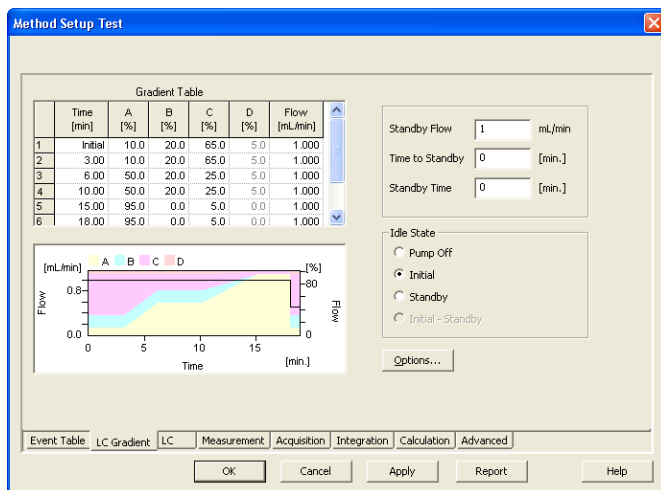 Method Setup Test
Gradient Table
Time [min] A [%] B [%] C [%] D [%] Flow [mL/min]
1 Initial 10.0 20.0 65.0 5.0 1.000
2 3.00 10.0 20.0 65.0 5.0 1.000
3 6.00 50.0 20.0 25.0 5.0 1.000
4 10.00 50.0 20.0 25.0 5.0 1.000
5 15.00 95.0 0.0 5.0 0.0 1.000
6 18.00 95.0 0.0 5.0 0.0 1.000
Standby Flow 1 mL/min
Time to Standby 0 [min.]
Standby Time 0 [min.]
Idle State
Pump Off
Initial
Standby
Initial - Standby
Options...
[mL/min] A B C D [%]
0.8 80
Flow Flow
0.0 0
0 5 10 15
Time [min.]
Event Table LC Gradient LC Measurement Acquisition Integration Calculation Advanced
OK Cancel Apply Report Help